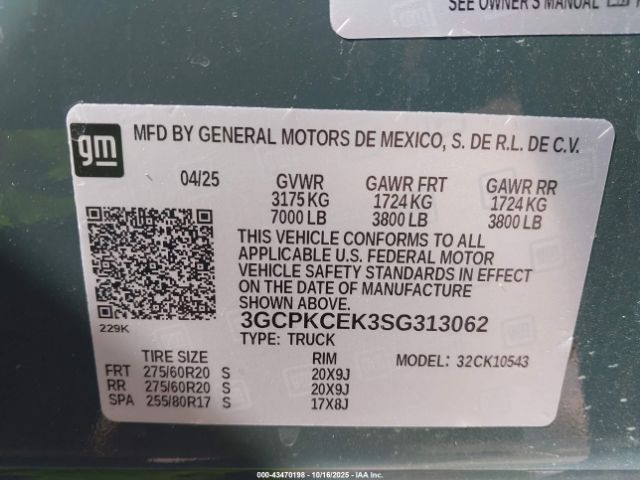 SEE OWNER'S MANUAL
gm
MFD BY GENERAL MOTORS DE MEXICO, S. DE R.L. DE C.V.
04/25 GVWR GAWR FRT GAWR RR
3175 KG 1724 KG 1724 KG
7000 LB 3800 LB 3800 LB
THIS VEHICLE CONFORMS TO ALL
APPLICABLE U.S. FEDERAL MOTOR
VEHICLE SAFETY STANDARDS IN EFFECT
ON THE DATE OF MANUFACTURE
SHOWN ABOVE.
229K
3GCPKCEK3SG313062
TYPE: TRUCK
TIRE SIZE RIM MODEL: 32CK10543
FRT 275/60R20 S 20X9J
RR 275/60R20 S 20X9J
SPA 255/80R17 S 17X8J
000-43470198 - 10/16/2025 - IAA Inc.